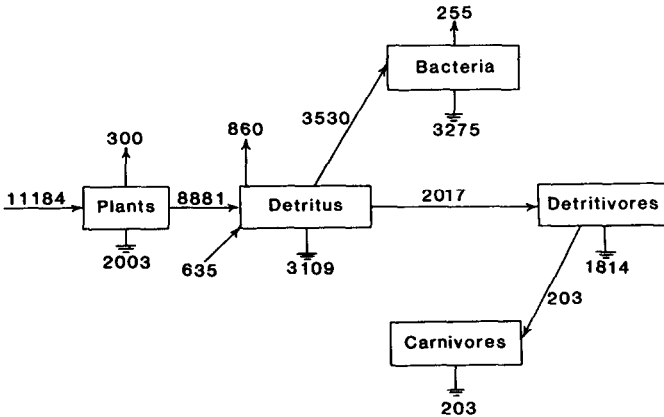 255
Bacteria
3530
3275
860
300
11184
Plants
8881
Detritus
2017
Detritivores
2003
635
3109
1814
203
Carnivores
203